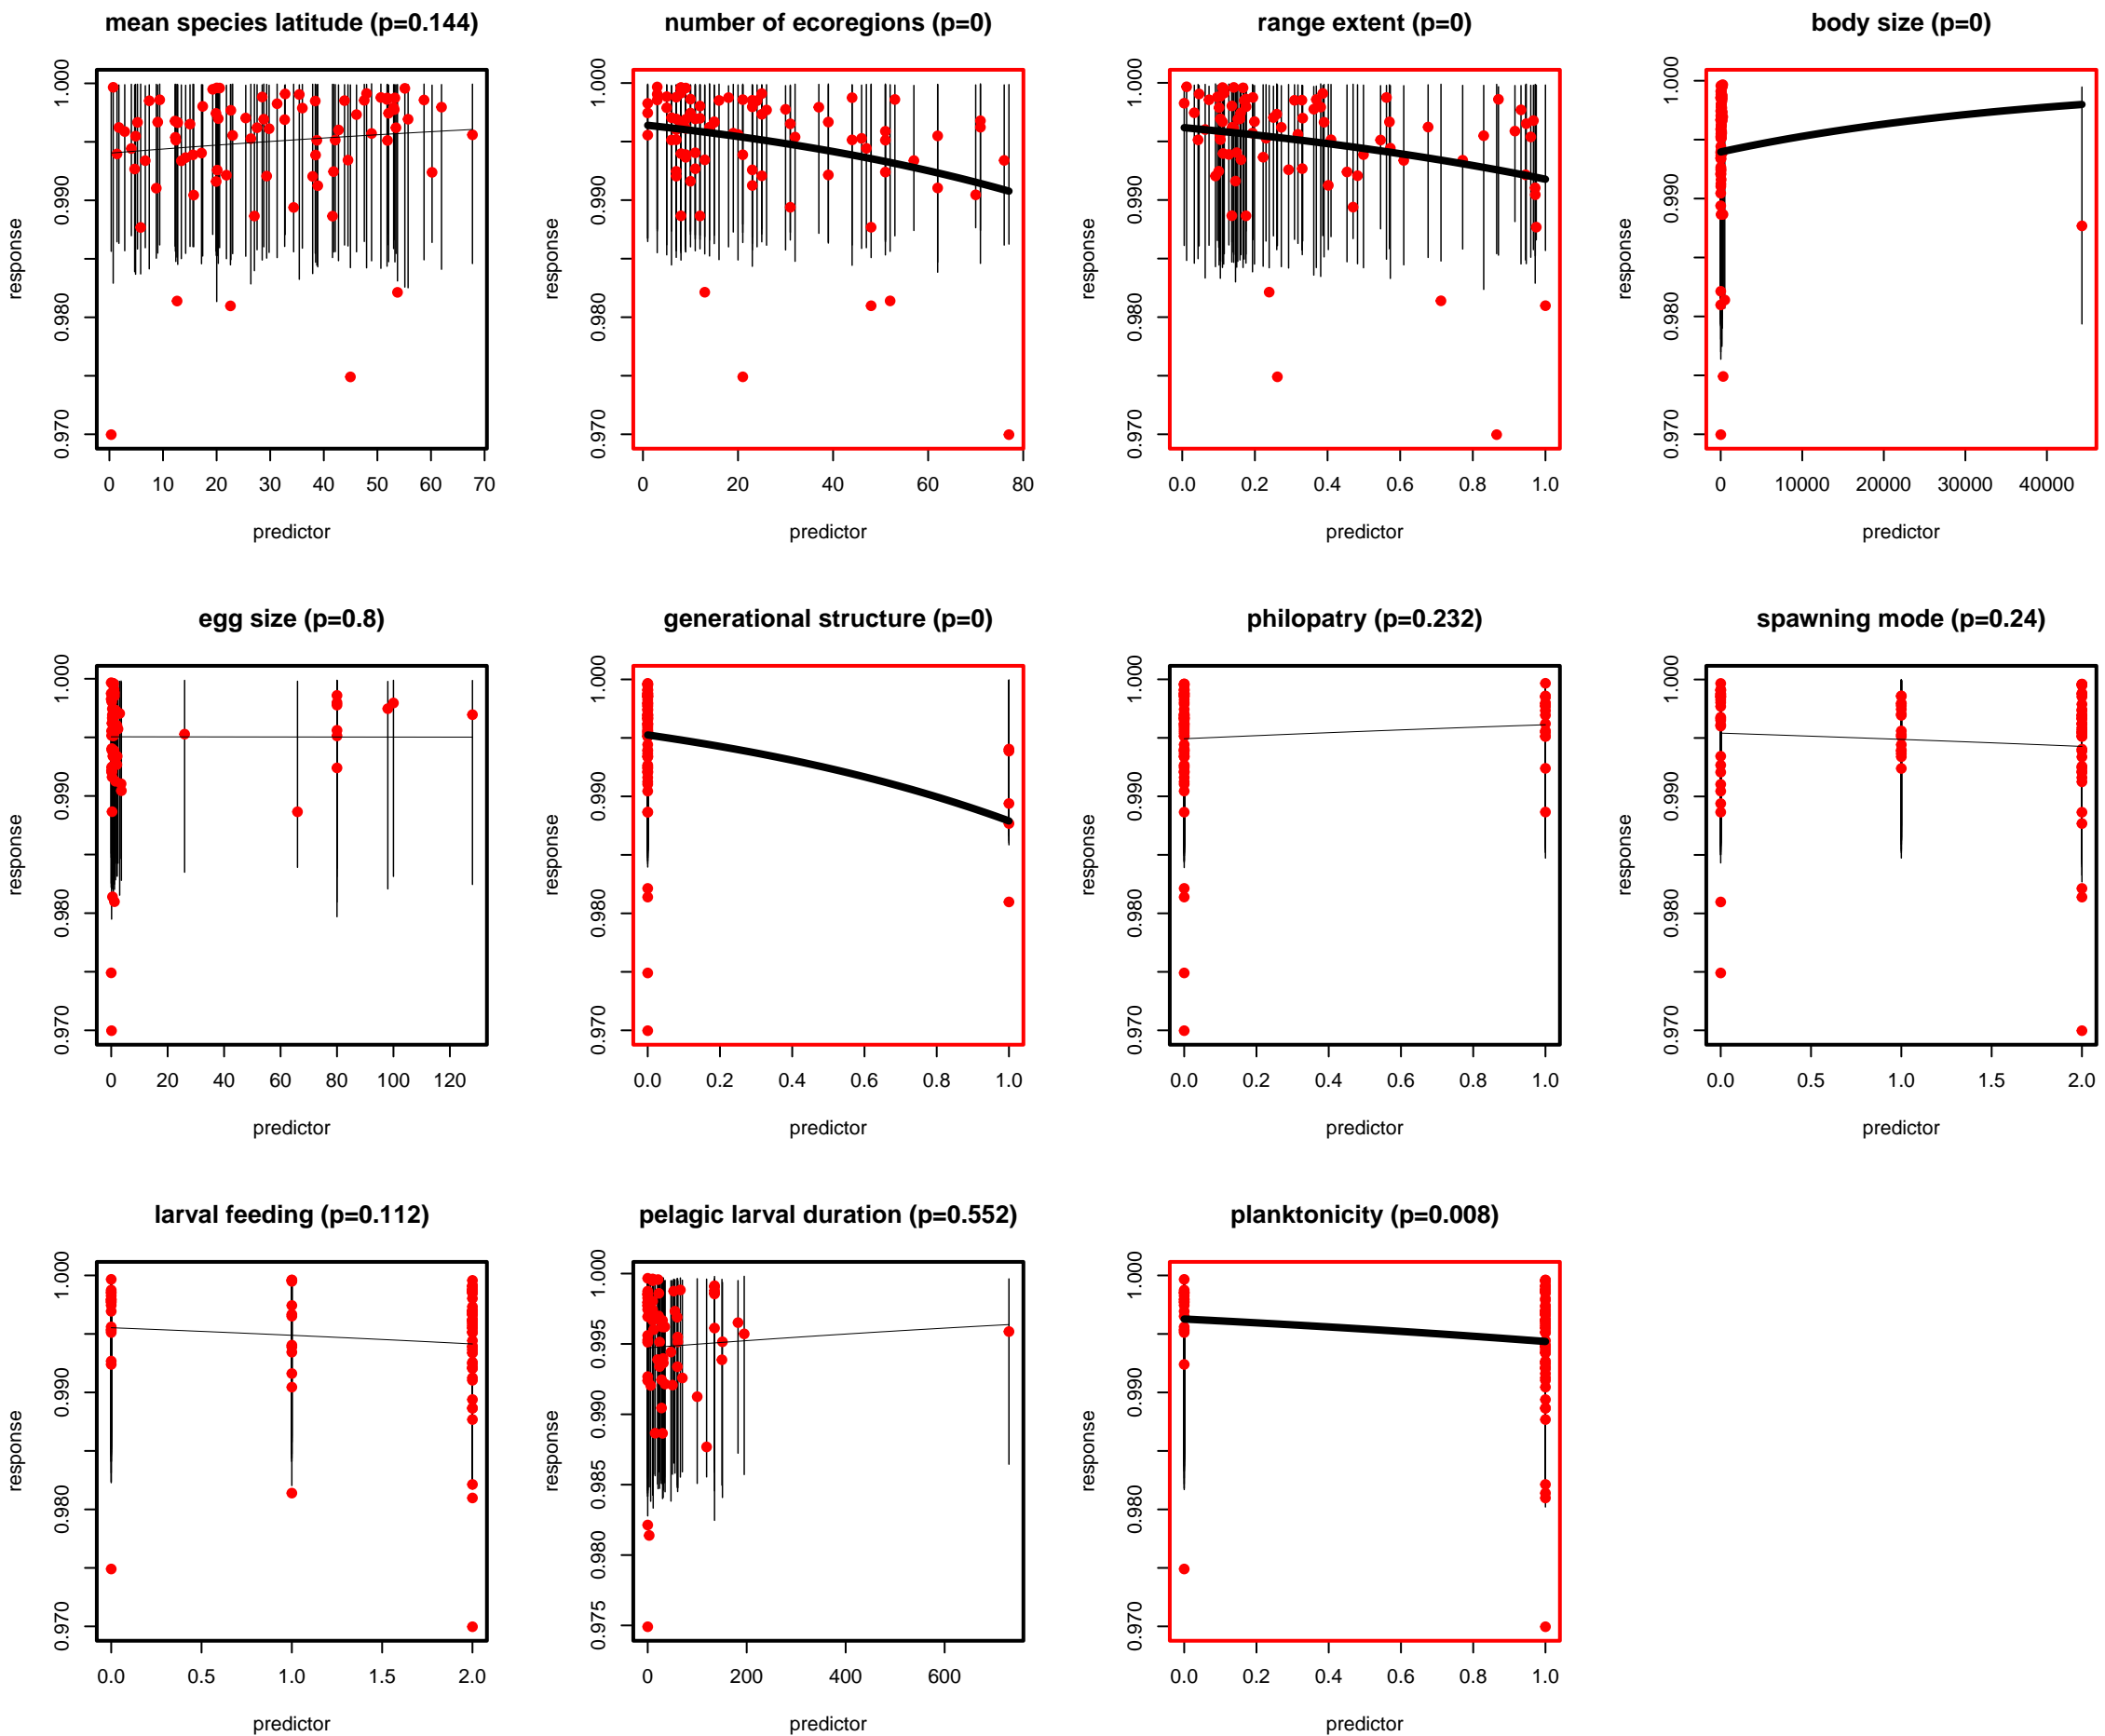 mean species latitude (p=0.144)
response
0.970 0.980 0.990 1.000
0 10 20 30 40 50 60 70
predictor
number of ecoregions (p=0)
response
0.970 0.980 0.990 1.000
0 20 40 60 80
predictor
range extent (p=0)
response
0.970 0.980 0.990 1.000
0.0 0.2 0.4 0.6 0.8 1.0
predictor
body size (p=0)
response
0.970 0.980 0.990 1.000
0 10000 20000 30000 40000
predictor
egg size (p=0.8)
response
0.970 0.980 0.990 1.000
0 20 40 60 80 100 120
predictor
generational structure (p=0)
response
0.970 0.980 0.990 1.000
0.0 0.2 0.4 0.6 0.8 1.0
predictor
philopatry (p=0.232)
response
0.970 0.980 0.990 1.000
0.0 0.2 0.4 0.6 0.8 1.0
predictor
spawning mode (p=0.24)
response
0.970 0.980 0.990 1.000
0.0 0.5 1.0 1.5 2.0
predictor
larval feeding (p=0.112)
response
0.970 0.980 0.990 1.000
0.0 0.5 1.0 1.5 2.0
predictor
pelagic larval duration (p=0.552)
response
0.975 0.980 0.985 0.990 0.995 1.000
0 200 400 600
predictor
planktonicity (p=0.008)
response
0.970 0.980 0.990 1.000
0.0 0.2 0.4 0.6 0.8 1.0
predictor